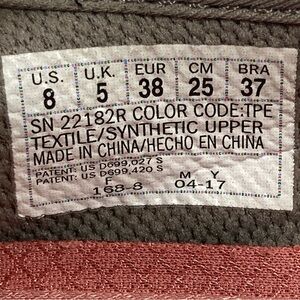 U.S. U.K. EUR CM BRA
8 5 38 25 37
SN 22182R COLOR CODE:TPE
TEXTILE/SYNTHETIC UPPER
MADE IN CHINA/HECHO EN CHINA
PATENT: US D699,027 S
PATENT: US D699,420 S
F M Y
168-8 04-17